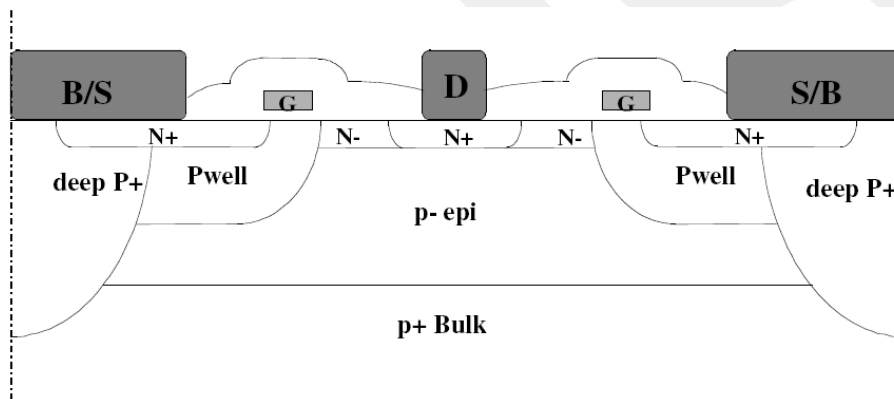 B/S
D
S/B
G
G
N+
N-
N+
N-
N+
deep P+
Pwell
Pwell
deep P+
p- epi
p+ Bulk